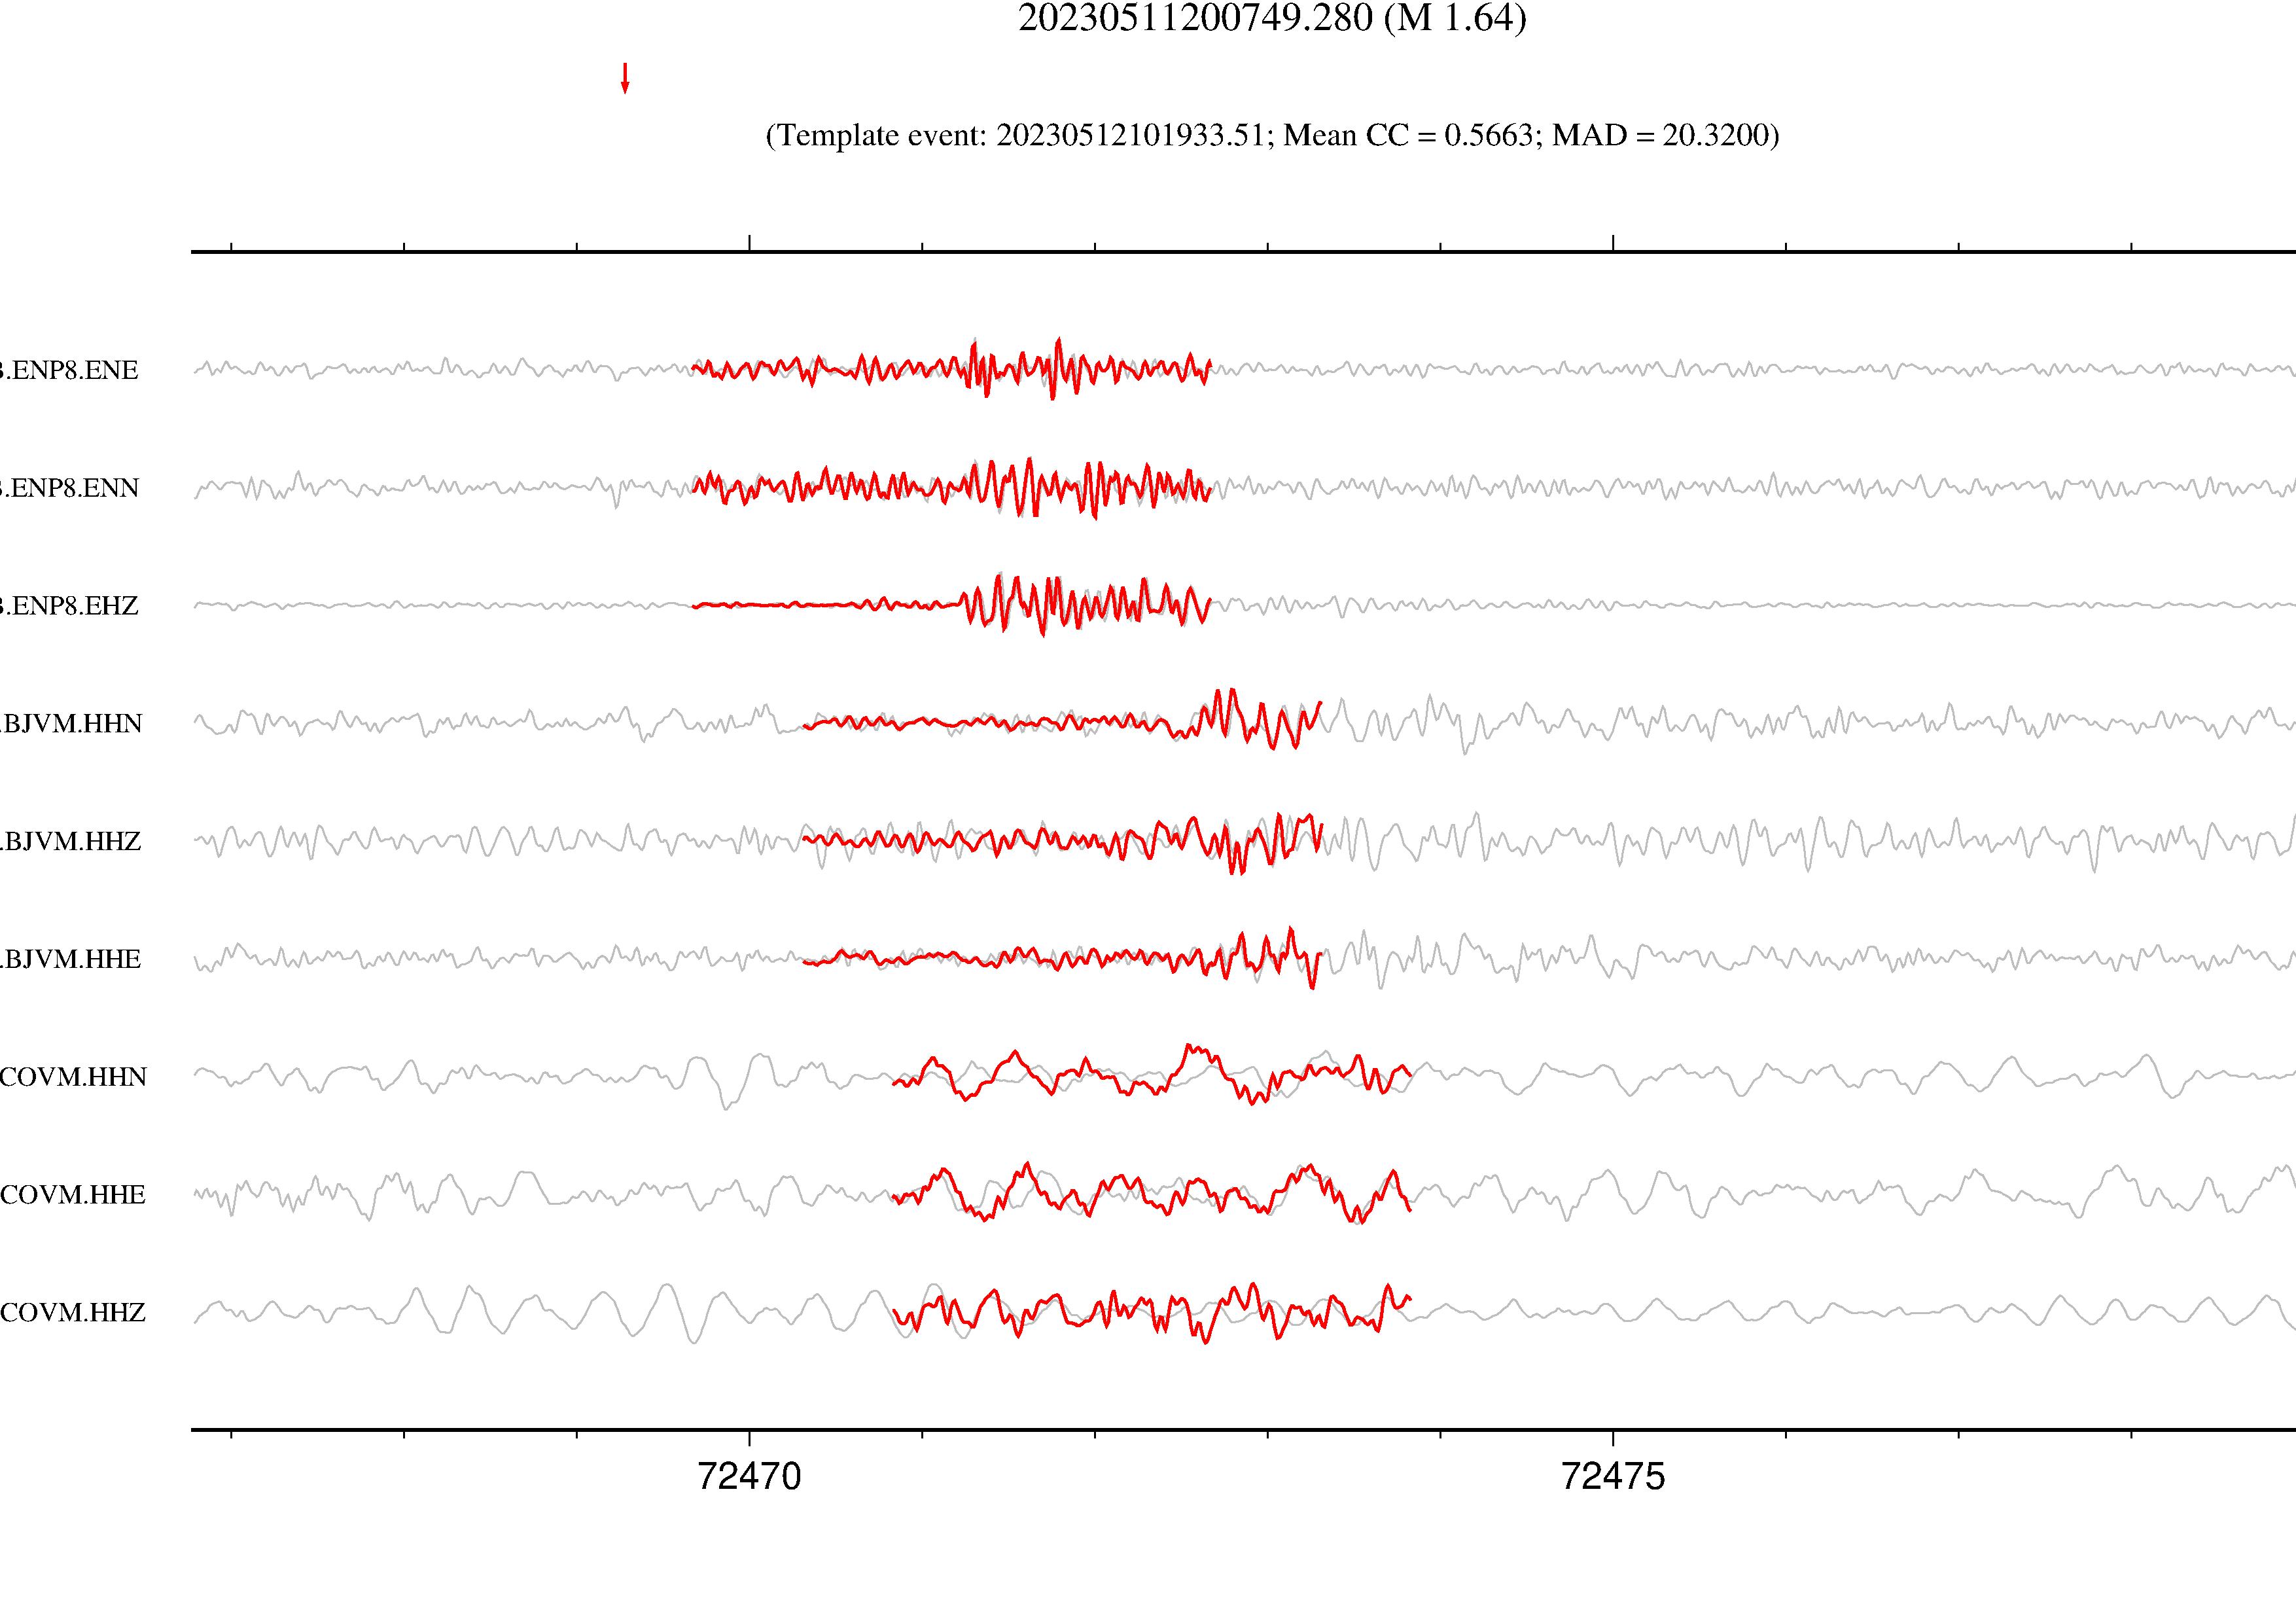 20230511200749.280 (M 1.64)
(Template event: 20230512101933.51; Mean CC = 0.5663; MAD = 20.3200)
.ENP8.ENE
.ENP8.ENN
.ENP8.EHZ
.BJVM.HHN
.BJVM.HHZ
.BJVM.HHE
COVM.HHN
COVM.HHE
COVM.HHZ
72470 72475